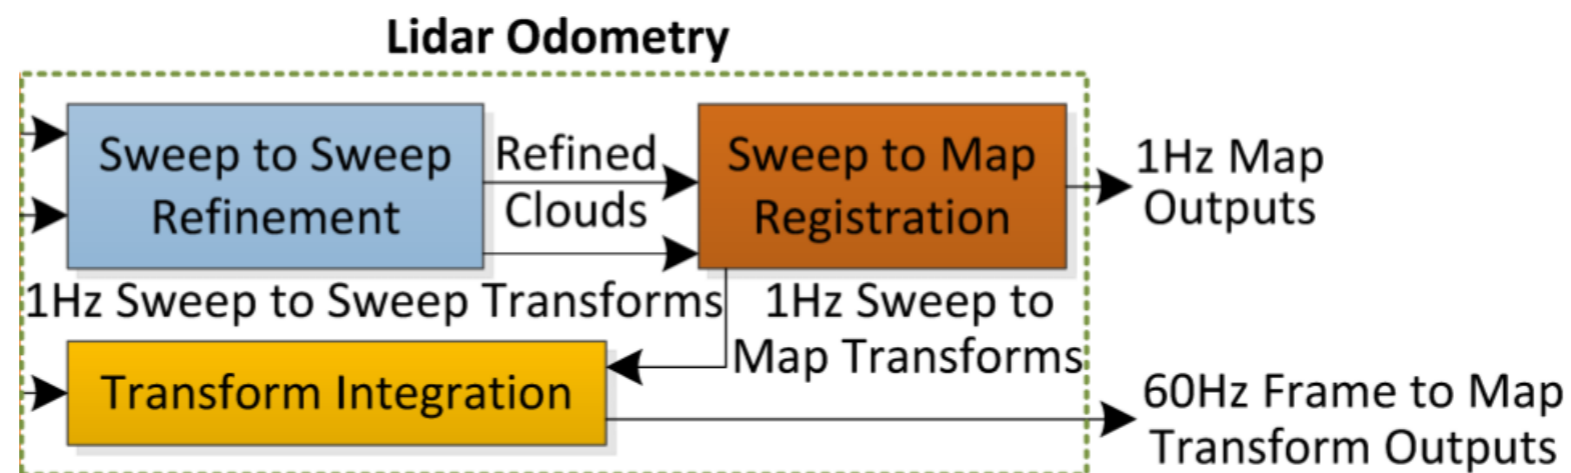 Lidar Odometry
Sweep to Sweep
Refinement
Refined
Clouds
Sweep to Map
Registration
1Hz Map
Outputs
1Hz Sweep to Sweep Transforms
1Hz Sweep to
Map Transforms
Transform Integration
60Hz Frame to Map
Transform Outputs